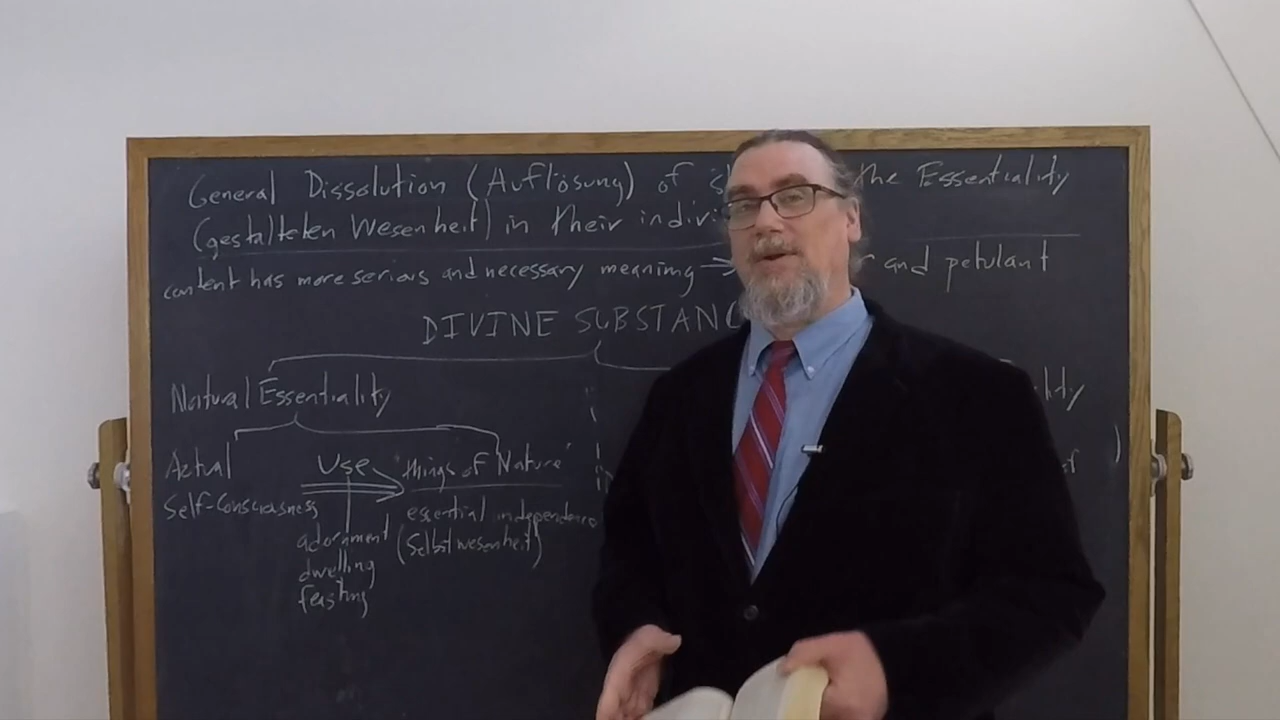 General Dissolution (Auflösung) of the Essentiality
(gestalteten Wesenheit) in their indivi
content has more serious and necessary meaning → and petulant
DIVINE SUBSTANC
Natural Essentiality
Actual Use "things of Nature"
Self-Consciousness
essential independence
adornment
(Selbstwesenheit)
dwelling
feasting
of )